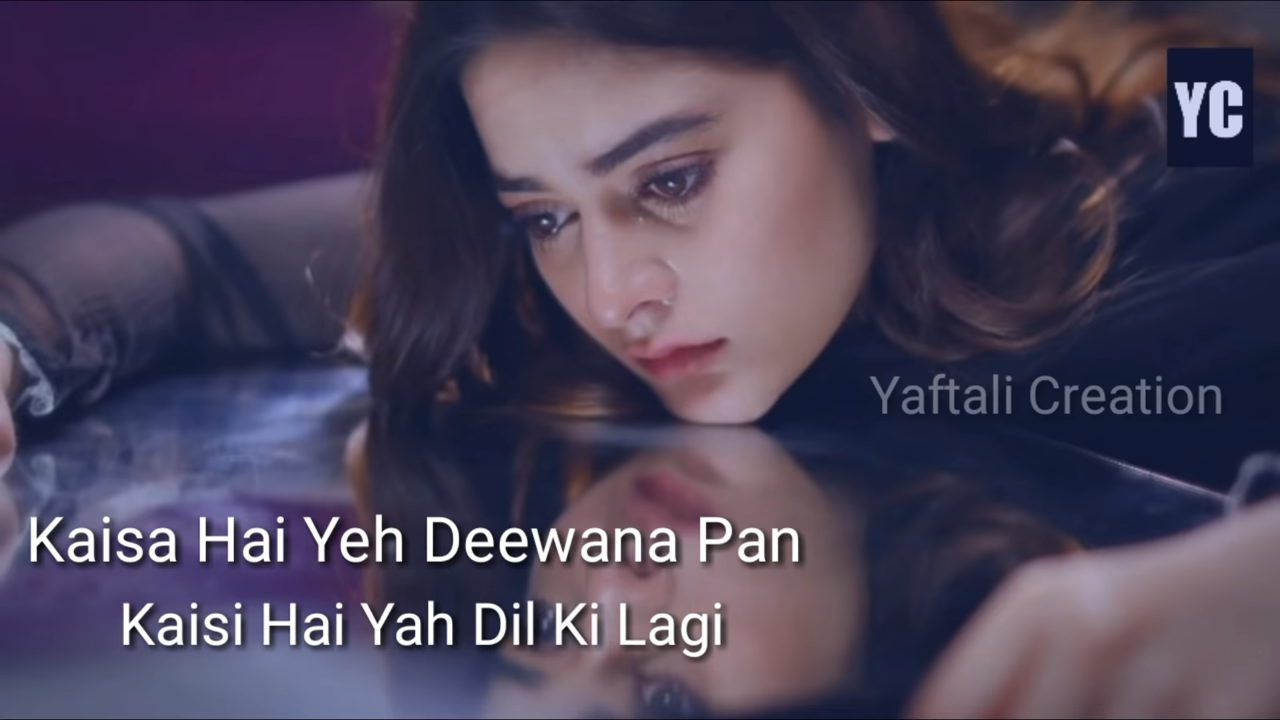 YC
Yaftali Creation
Kaisa Hai Yeh Deewana Pan
Kaisi Hai Yah Dil Ki Lagi